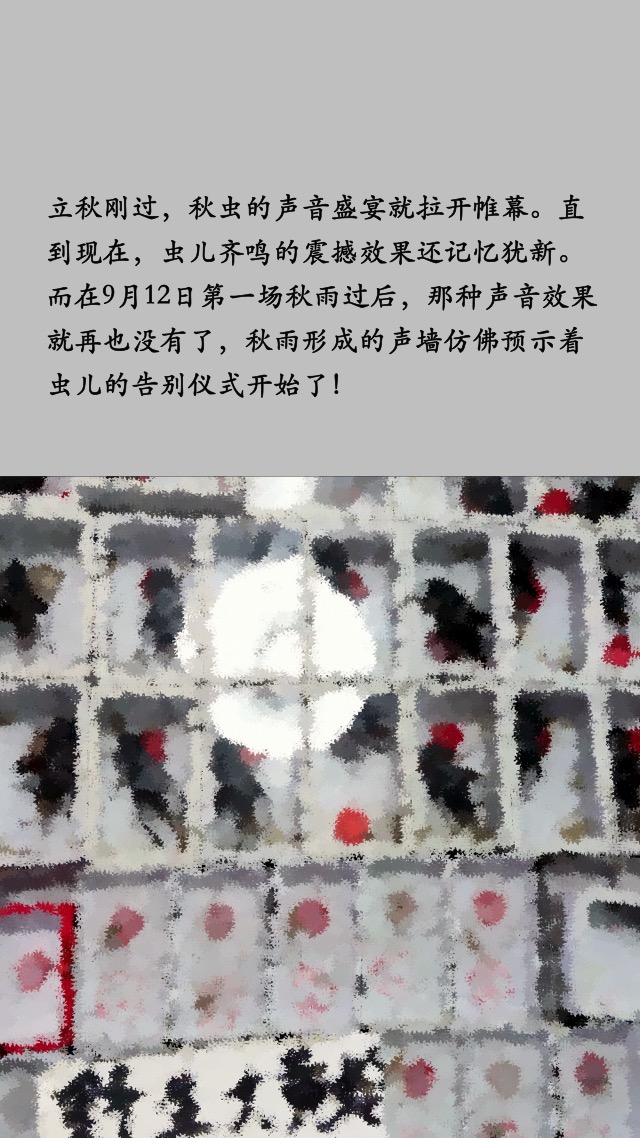 立秋刚过，秋虫的声音盛宴就拉开帷幕。直
到现在，虫儿齐鸣的震撼效果还记忆犹新。
而在9月12日第一场秋雨过后，那种声音效果
就再也没有了，秋雨形成的声墙仿佛预示着
虫儿的告别仪式开始了！